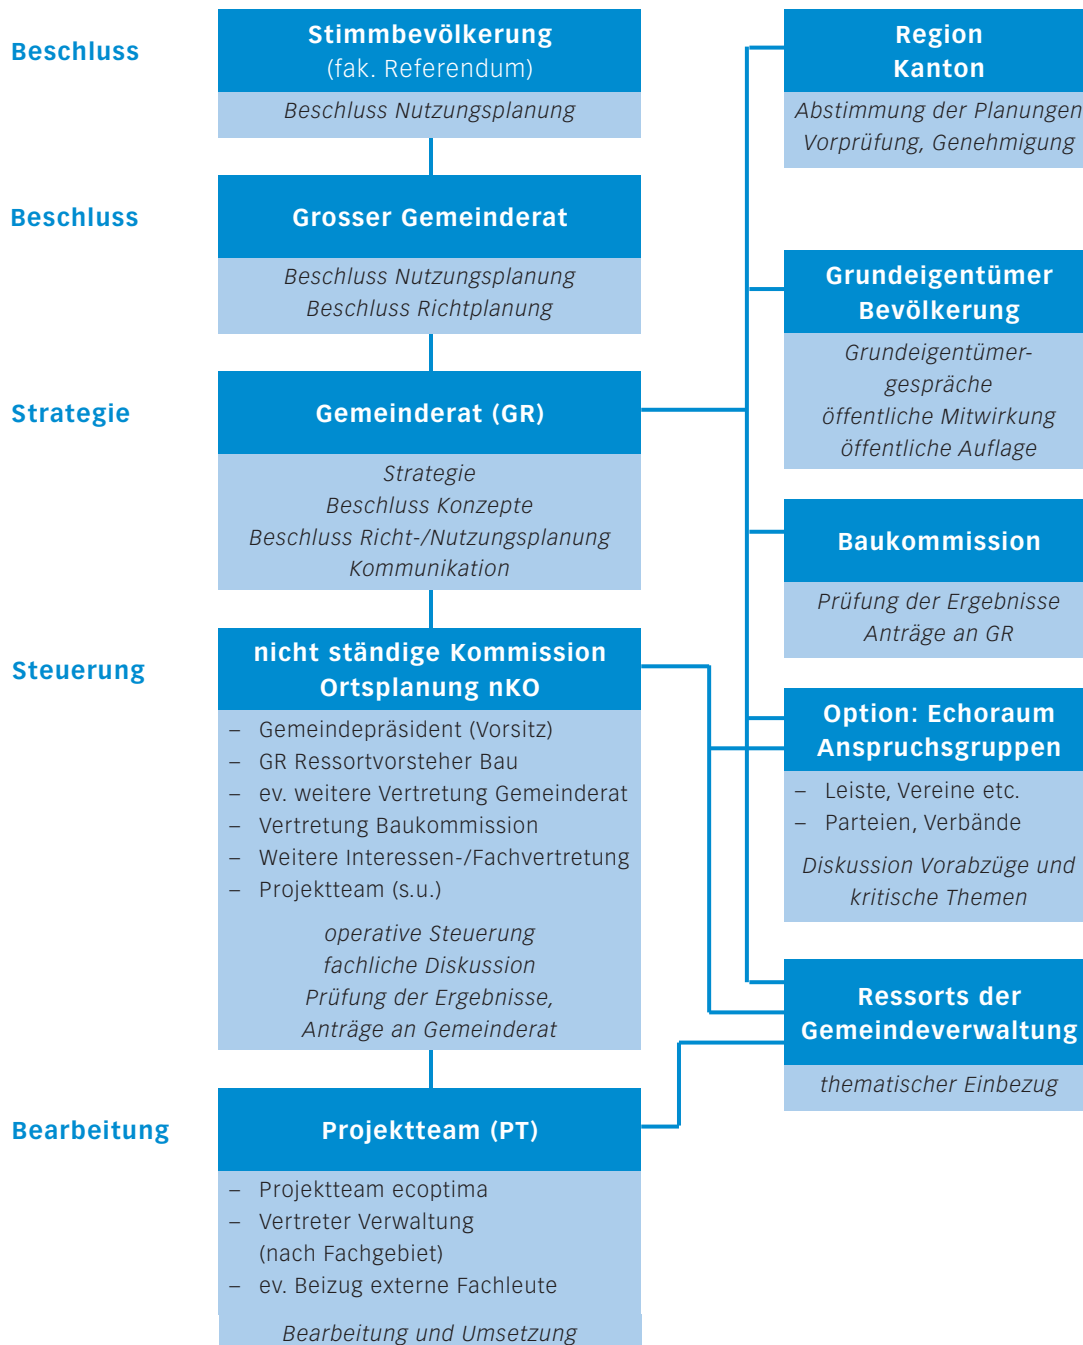 Beschluss
Stimmbevölkerung
(fak. Referendum)
Beschluss Nutzungsplanung
Beschluss
Grosser Gemeinderat
Beschluss Nutzungsplanung
Beschluss Richtplanung
Strategie
Gemeinderat (GR)
Strategie
Beschluss Konzepte
Beschluss Richt-/Nutzungsplanung
Kommunikation
Steuerung
nicht ständige Kommission
Ortsplanung nKO
– Gemeindepräsident (Vorsitz)
– GR Ressortvorsteher Bau
– ev. weitere Vertretung Gemeinderat
– Vertretung Baukommission
– Weitere Interessen-/Fachvertretung
– Projektteam (s.u.)
operative Steuerung
fachliche Diskussion
Prüfung der Ergebnisse,
Anträge an Gemeinderat
Bearbeitung
Projektteam (PT)
– Projektteam ecoptima
– Vertreter Verwaltung
(nach Fachgebiet)
– ev. Beizug externe Fachleute
Bearbeitung und Umsetzung
Region
Kanton
Abstimmung der Planungen
Vorprüfung, Genehmigung
Grundeigentümer
Bevölkerung
Grundeigentümer-
gespräche
öffentliche Mitwirkung
öffentliche Auflage
Baukommission
Prüfung der Ergebnisse
Anträge an GR
Option: Echoraum
Anspruchsgruppen
– Leiste, Vereine etc.
– Parteien, Verbände
Diskussion Vorabzüge und
kritische Themen
Ressorts der
Gemeindeverwaltung
thematischer Einbezug